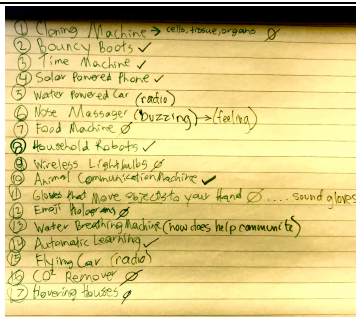 ① Cloning Machine → cells, tissue, organs ∅
② Bouncy Boots ✓
③ Time Machine ✓
④ Solar Powered Phone ✓
⑤ Water Powered Car (radio)
⑥ Nose Massager (buzzing) → (feeling)
⑦ Food Machine ∅
⑧ Household Robots ✓
⑨ Wireless Lightbulbs ∅
⑩ Animal Communication Machine ✓
⑪ Gloves that Move objects to your Hand ∅ .... sound gloves
⑫ Emoji Holograms ∅
⑬ Water Breathing Machine (how does help communite)
⑭ Automatic Learning ✓
⑮ Flying Car (radio)
⑯ CO² Remover ∅
⑰ Hovering Houses ∅